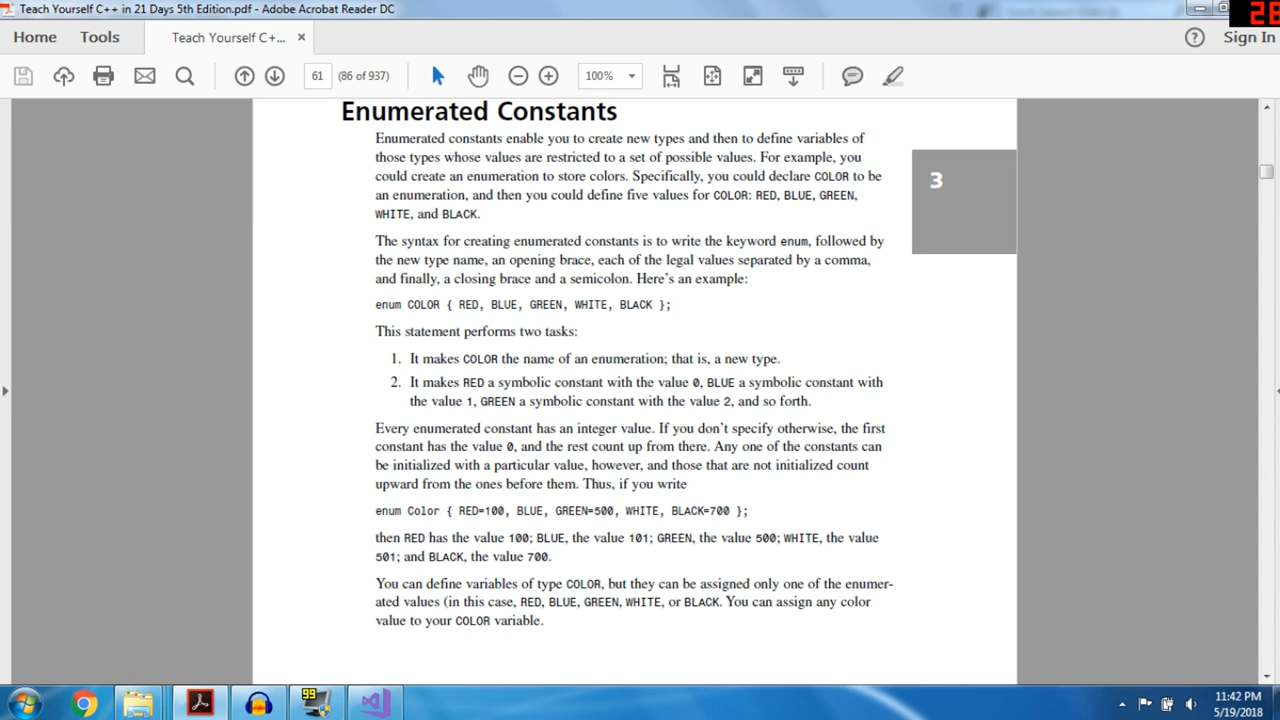 Teach Yourself C++ in 21 Days 5th Edition.pdf - Adobe Acrobat Reader DC
28
Home Tools Teach Yourself C+... × Sign In
61 (86 of 937) 100%
Enumerated Constants
Enumerated constants enable you to create new types and then to define variables of
those types whose values are restricted to a set of possible values. For example, you
could create an enumeration to store colors. Specifically, you could declare COLOR to be
an enumeration, and then you could define five values for COLOR: RED, BLUE, GREEN,
WHITE, and BLACK.
3
The syntax for creating enumerated constants is to write the keyword enum, followed by
the new type name, an opening brace, each of the legal values separated by a comma,
and finally, a closing brace and a semicolon. Here's an example:
enum COLOR { RED, BLUE, GREEN, WHITE, BLACK };
This statement performs two tasks:
1. It makes COLOR the name of an enumeration; that is, a new type.
2. It makes RED a symbolic constant with the value 0, BLUE a symbolic constant with
the value 1, GREEN a symbolic constant with the value 2, and so forth.
Every enumerated constant has an integer value. If you don't specify otherwise, the first
constant has the value 0, and the rest count up from there. Any one of the constants can
be initialized with a particular value, however, and those that are not initialized count
upward from the ones before them. Thus, if you write
enum Color { RED=100, BLUE, GREEN=500, WHITE, BLACK=700 };
then RED has the value 100; BLUE, the value 101; GREEN, the value 500; WHITE, the value
501; and BLACK, the value 700.
You can define variables of type COLOR, but they can be assigned only one of the enumer-
ated values (in this case, RED, BLUE, GREEN, WHITE, or BLACK. You can assign any color
value to your COLOR variable.
99
11:42 PM
5/19/2018